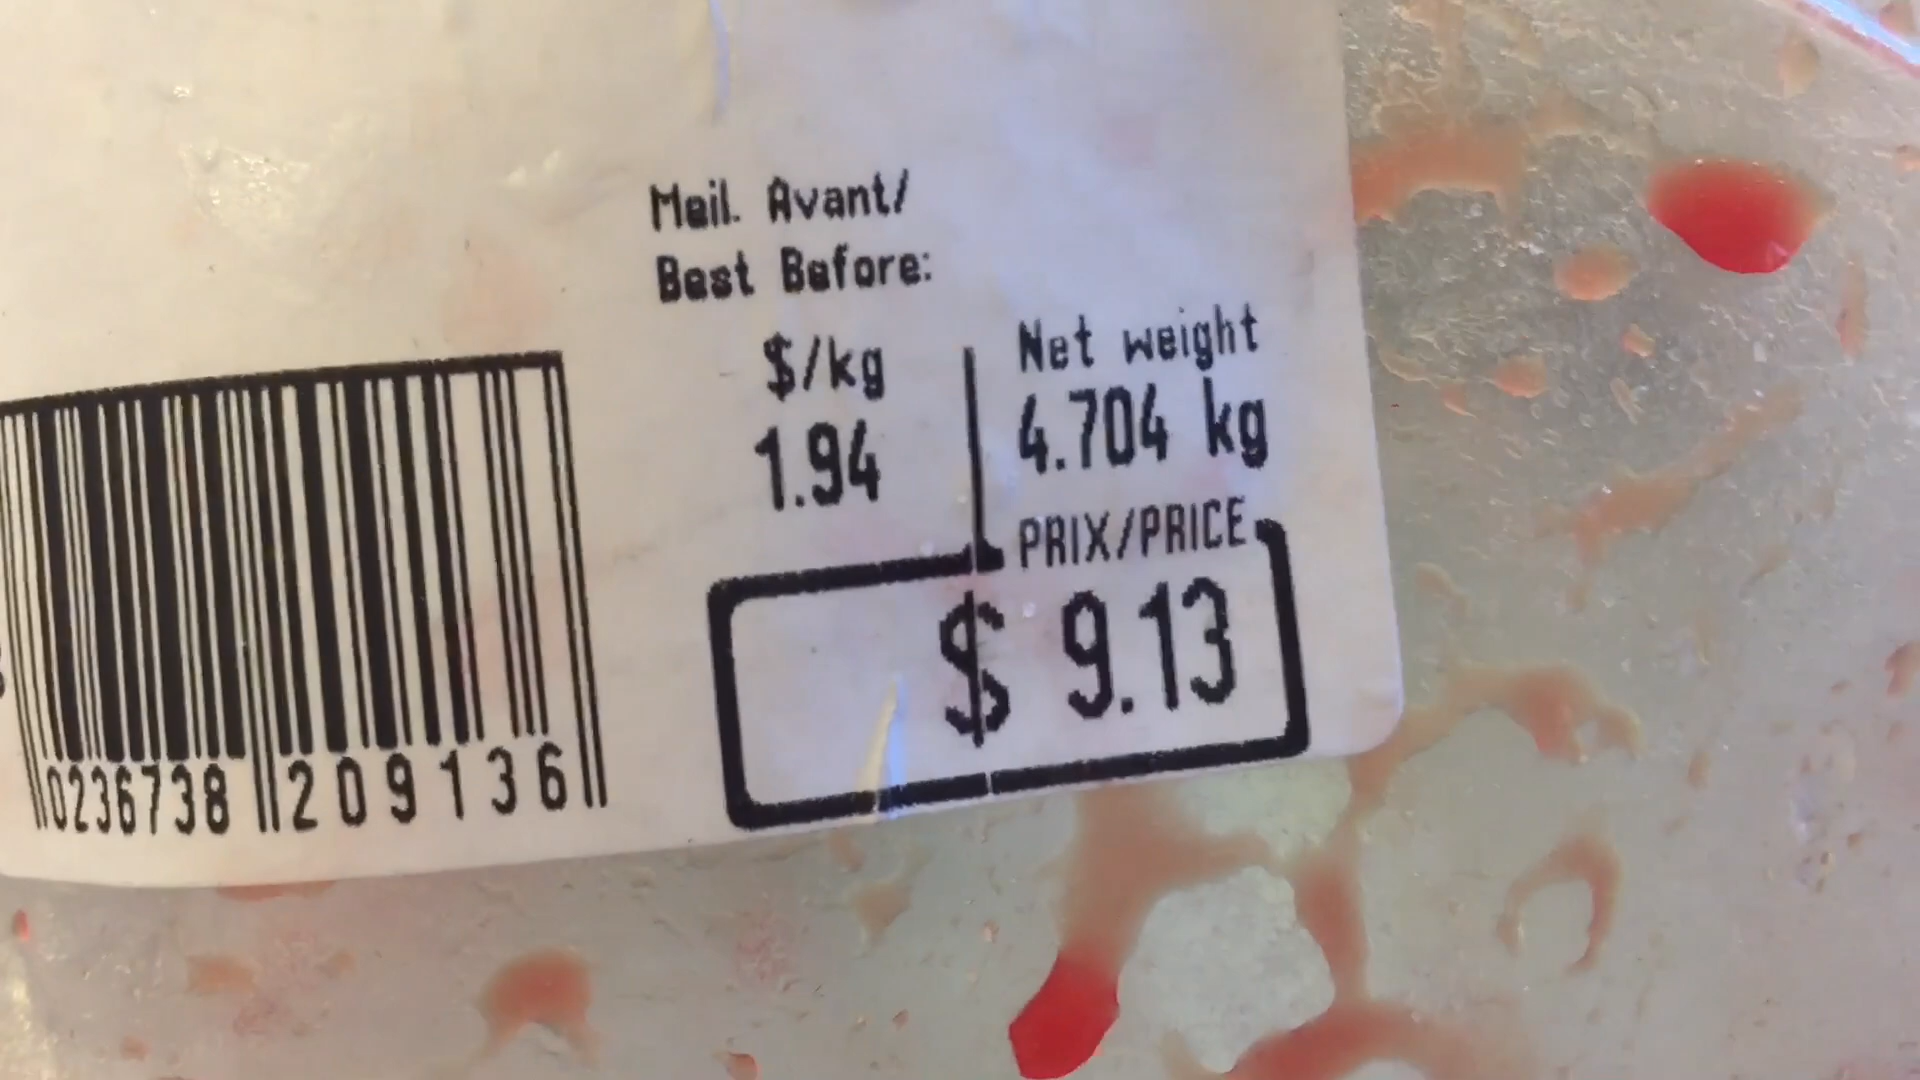 Meil. Avant/
Best Before:
$/kg
1.94
Net weight
4.704 kg
PRIX/PRICE
$ 9.13
0236738 209136